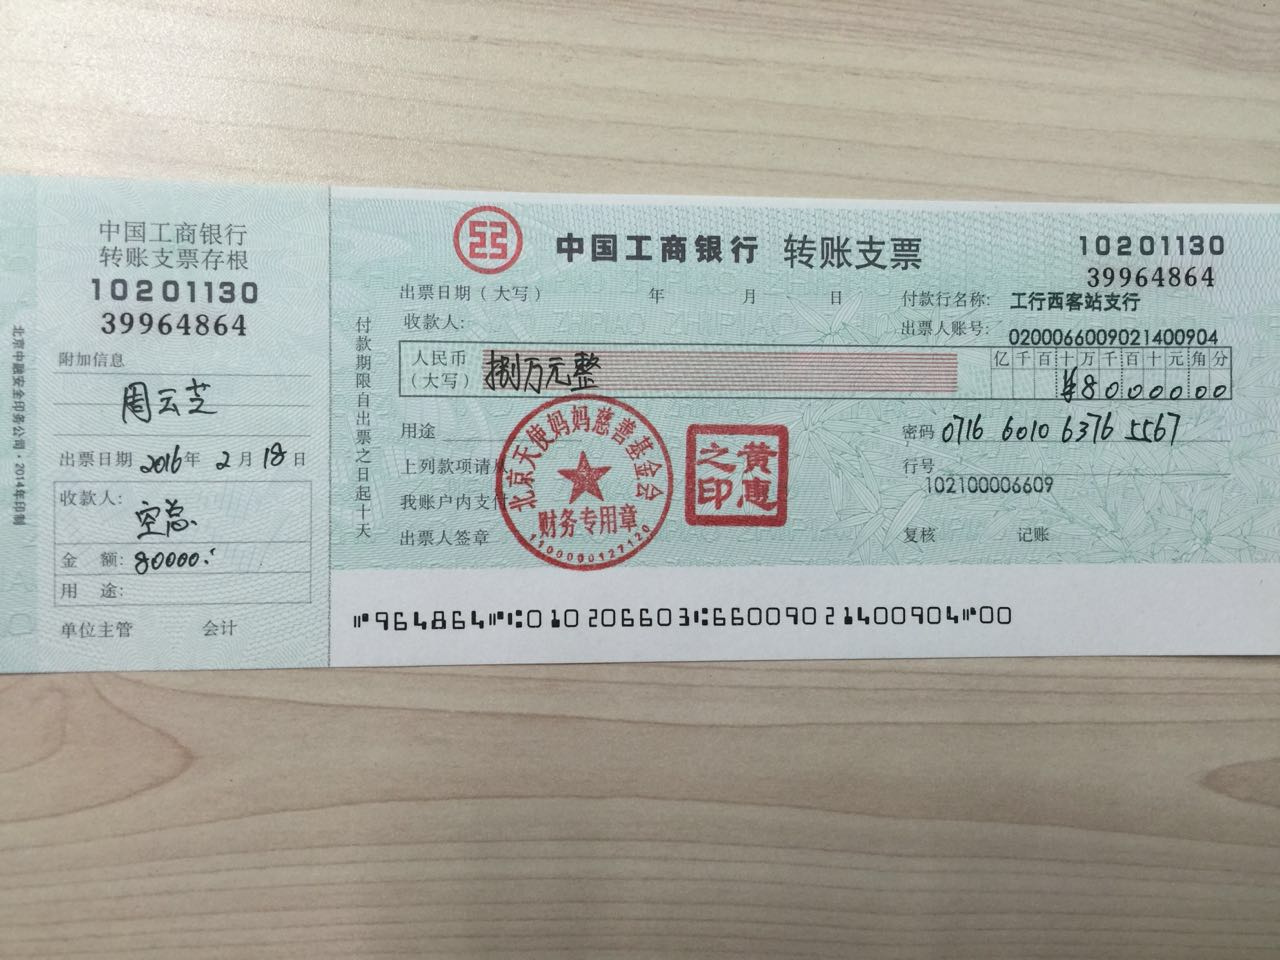 中国工商银行
转账支票存根
10201130
39964864
附加信息
周云芝
出票日期 2016年 2月 18日
收款人:
空总
金 额: 80000.
用 途:
单位主管 会计
北京中融安全印务公司·2014年印制
中国工商银行 转账支票
10201130
39964864
出票日期(大写) 年 月 日
付款行名称: 工行西客站支行
收款人:
出票人账号: 0200066009021400904
人民币(大写) 捌万元整
亿千百十万千百十元角分
¥8000000
用途
密码 0716 6010 6376 5567
上列款项请从
行号 102100006609
我账户内支付
出票人签章
复核 记账
付款期限自出票之日起十天
北京天使妈妈慈善基金会
财务专用章
1100000127120
黄惠之印
⑈964864⑈⑆010206603⑆66009021400904⑈00